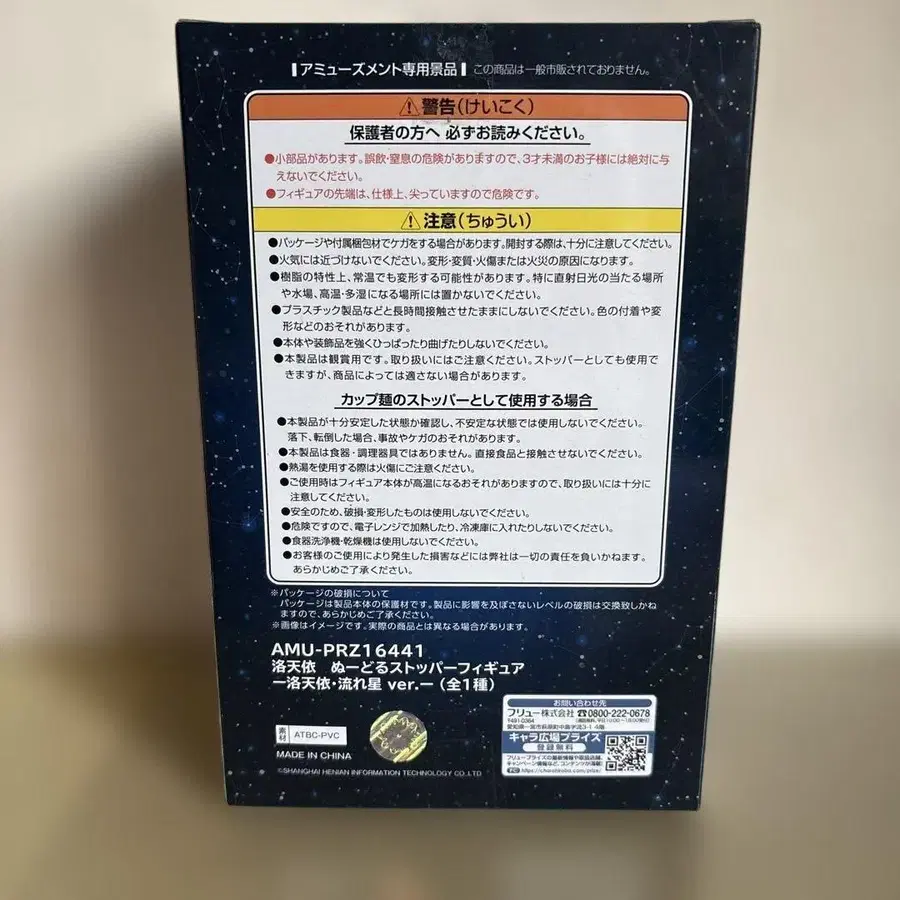 アミューズメント専用景品 この商品は一般市販されておりません。
⚠警告(けいこく)
保護者の方へ 必ずお読みください。
●小部品があります。誤飲・窒息の危険がありますので、3才未満のお子様には絶対に与
えないでください。
●フィギュアの先端は、仕様上、尖っていますので危険です。
⚠注意(ちゅうい)
●パッケージや付属梱包材でケガをする場合があります。開封する際は、十分に注意してください。
●火気には近づけないでください。変形・変質・火傷または火災の原因になります。
●樹脂の特性上、常温でも変形する可能性があります。特に直射日光の当たる場所
や水場、高温・多湿になる場所には置かないでください。
●プラスチック製品などと長時間接触させたままにしないでください。色の付着や変
形などのおそれがあります。
●本体や装飾品を強くひっぱったり曲げたりしないでください。
●本製品は観賞用です。取り扱いにはご注意ください。ストッパーとしても使用で
きますが、商品によっては適さない場合があります。
カップ麺のストッパーとして使用する場合
●本製品が十分安定した状態か確認し、不安定な状態では使用しないでください。
落下、転倒した場合、事故やケガのおそれがあります。
●本製品は食器・調理器具ではありません。直接食品と接触させないでください。
●熱湯を使用する際は火傷にご注意ください。
●ご使用時はフィギュア本体が高温になるおそれがありますので、取り扱いには十分に
注意してください。
●安全のため、破損・変形したものは使用しないでください。
●危険ですので、電子レンジで加熱したり、冷凍庫に入れたりしないでください。
●食器洗浄機・乾燥機は使用しないでください。
●お客様のご使用により発生した損害などには弊社は一切の責任を負いかねます。
あらかじめご了承ください。
※パッケージの破損について
パッケージは製品本体の保護材です。製品に影響を及ぼさないレベルの破損は交換致しかね
ますので、あらかじめご了承ください。
※画像はイメージです。実際の商品とは異なる場合があります。
AMU-PRZ16441
洛天依 ぬーどるストッパーフィギュア
ー洛天依・流れ星 ver.ー(全1種)
素材 ATBC-PVC
MADE IN CHINA
©SHANGHAI HENIAN INFORMATION TECHNOLOGY CO.,LTD
お問い合わせ先
フリュー株式会社 ☎0800-222-0678
〒491-0364
キャラ広場プライズ
登録無料
フリュープライズの最新情報や取扱店舗、
キャンペーン情報など、コンテンツが満載!
PC